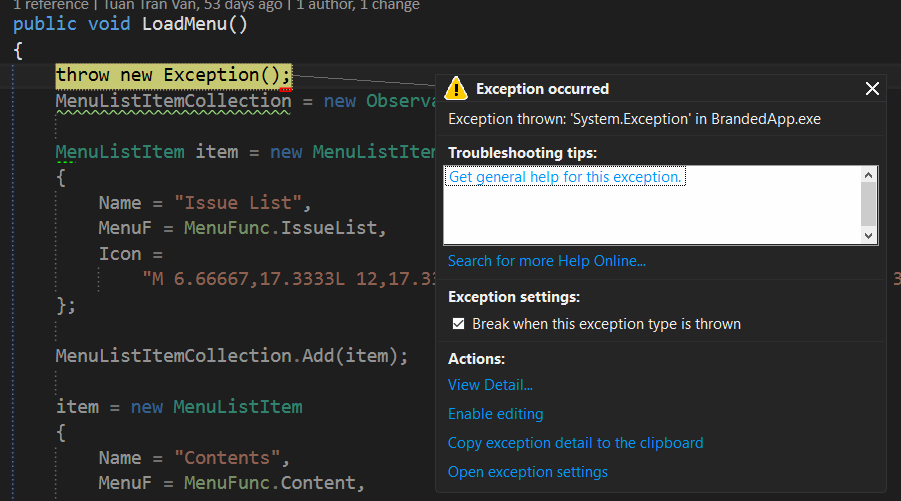 1 reference | Tuan Tran Van, 53 days ago | 1 author, 1 change
public void LoadMenu()
{
throw new Exception();
MenuListItemCollection = new Observa
MenuListItem item = new MenuListItem
{
Name = "Issue List",
MenuF = MenuFunc.IssueList,
Icon =
"M 6.66667,17.3333L 12,17.33
3
};
MenuListItemCollection.Add(item);
item = new MenuListItem
{
Name = "Contents",
MenuF = MenuFunc.Content,
Exception occurred
Exception thrown: 'System.Exception' in BrandedApp.exe
Troubleshooting tips:
Get general help for this exception.
Search for more Help Online...
Exception settings:
Break when this exception type is thrown
Actions:
View Detail...
Enable editing
Copy exception detail to the clipboard
Open exception settings